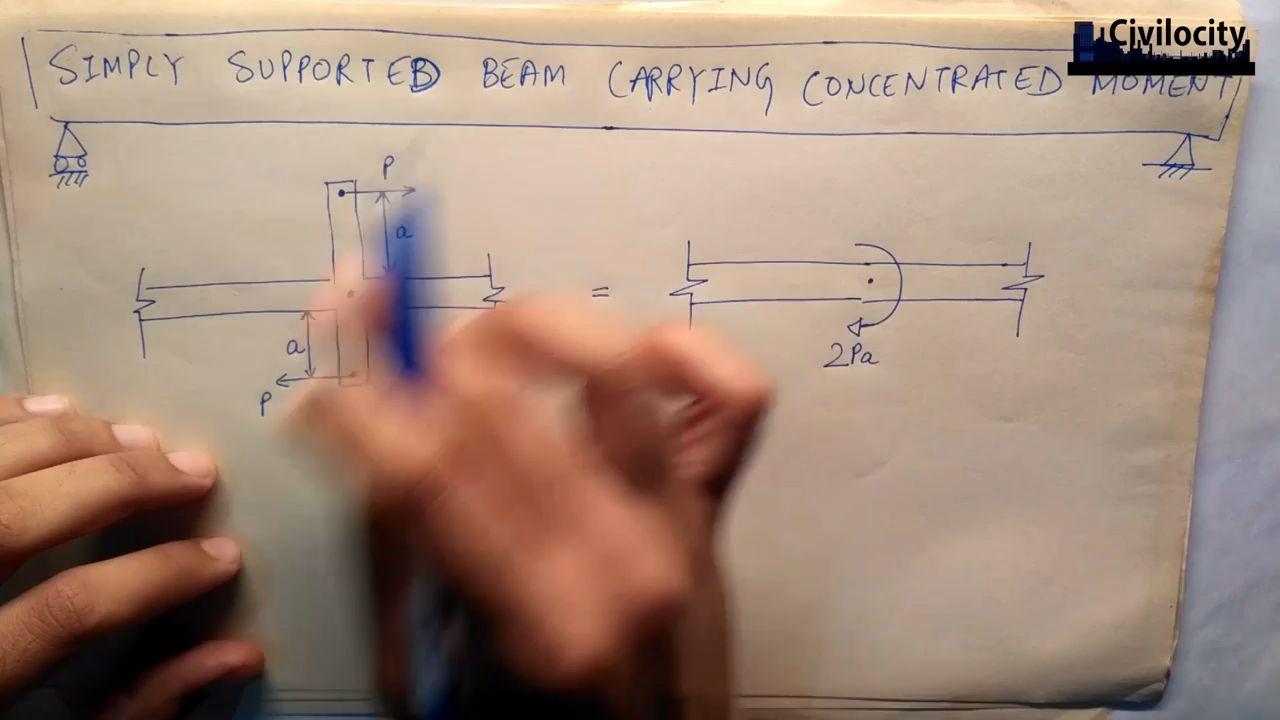 Civilocity
SIMPLY SUPPORTED BEAM CARRYING CONCENTRATED MOMENT
P
a
=
a
P
2Pa